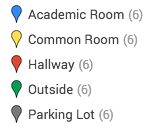 Academic Room (6)
Common Room (6)
Hallway (6)
Outside (6)
Parking Lot (6)